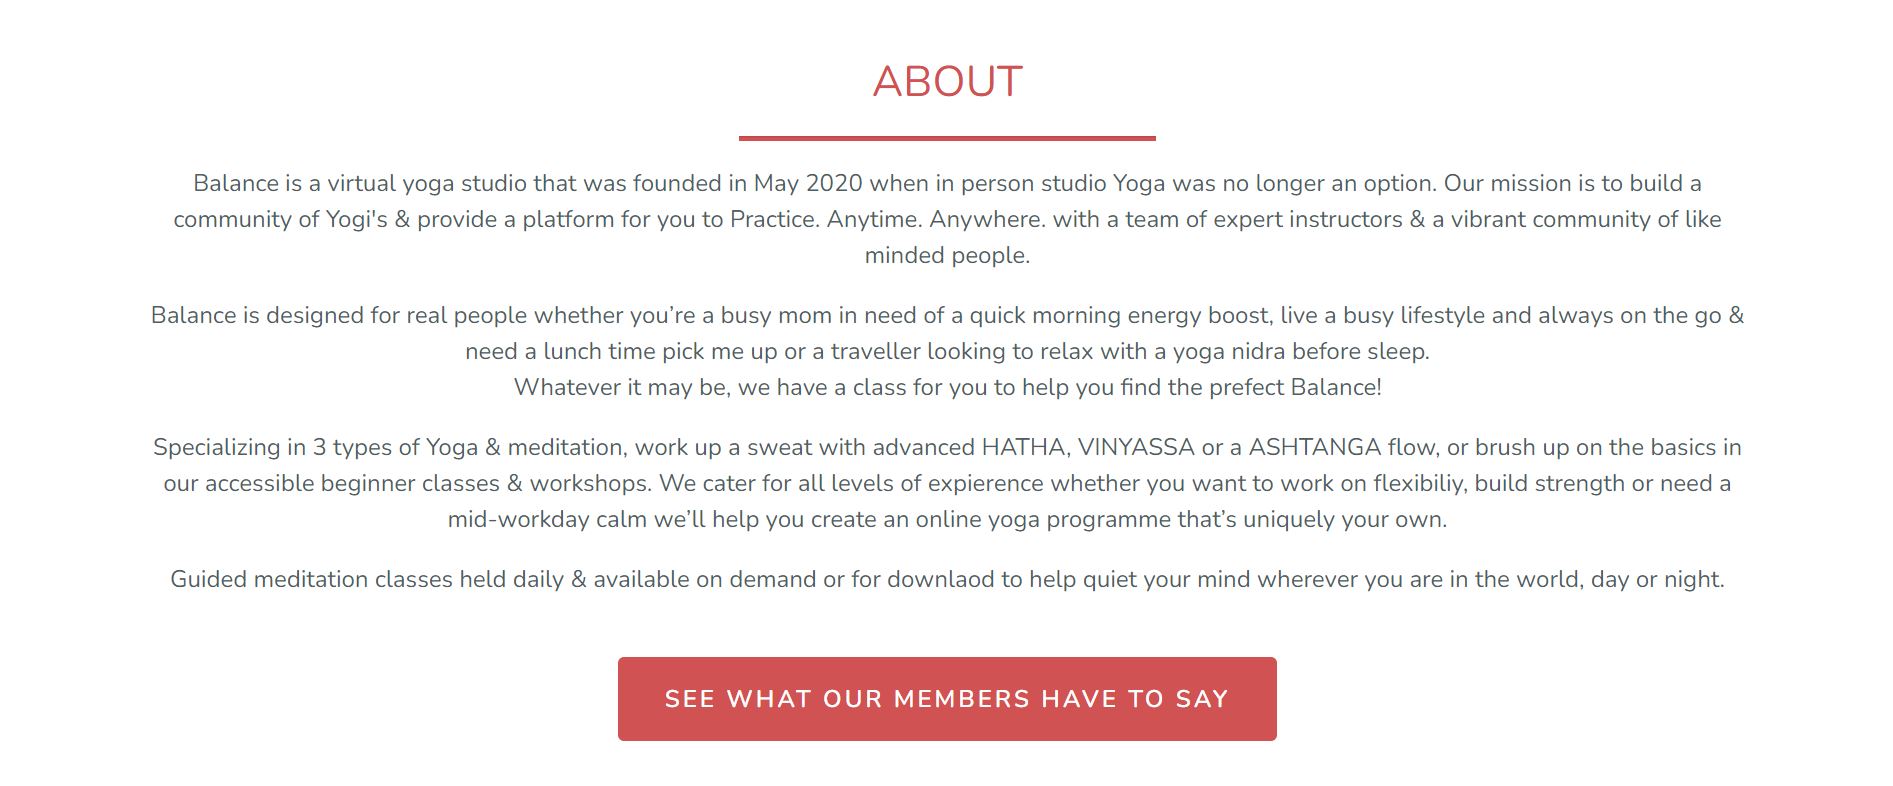 ABOUT
Balance is a virtual yoga studio that was founded in May 2020 when in person studio Yoga was no longer an option. Our mission is to build a
community of Yogi's & provide a platform for you to Practice. Anytime. Anywhere. with a team of expert instructors & a vibrant community of like
minded people.
Balance is designed for real people whether you’re a busy mom in need of a quick morning energy boost, live a busy lifestyle and always on the go &
need a lunch time pick me up or a traveller looking to relax with a yoga nidra before sleep.
Whatever it may be, we have a class for you to help you find the prefect Balance!
Specializing in 3 types of Yoga & meditation, work up a sweat with advanced HATHA, VINYASSA or a ASHTANGA flow, or brush up on the basics in
our accessible beginner classes & workshops. We cater for all levels of expierence whether you want to work on flexibiliy, build strength or need a
mid-workday calm we’ll help you create an online yoga programme that’s uniquely your own.
Guided meditation classes held daily & available on demand or for downlaod to help quiet your mind wherever you are in the world, day or night.
SEE WHAT OUR MEMBERS HAVE TO SAY